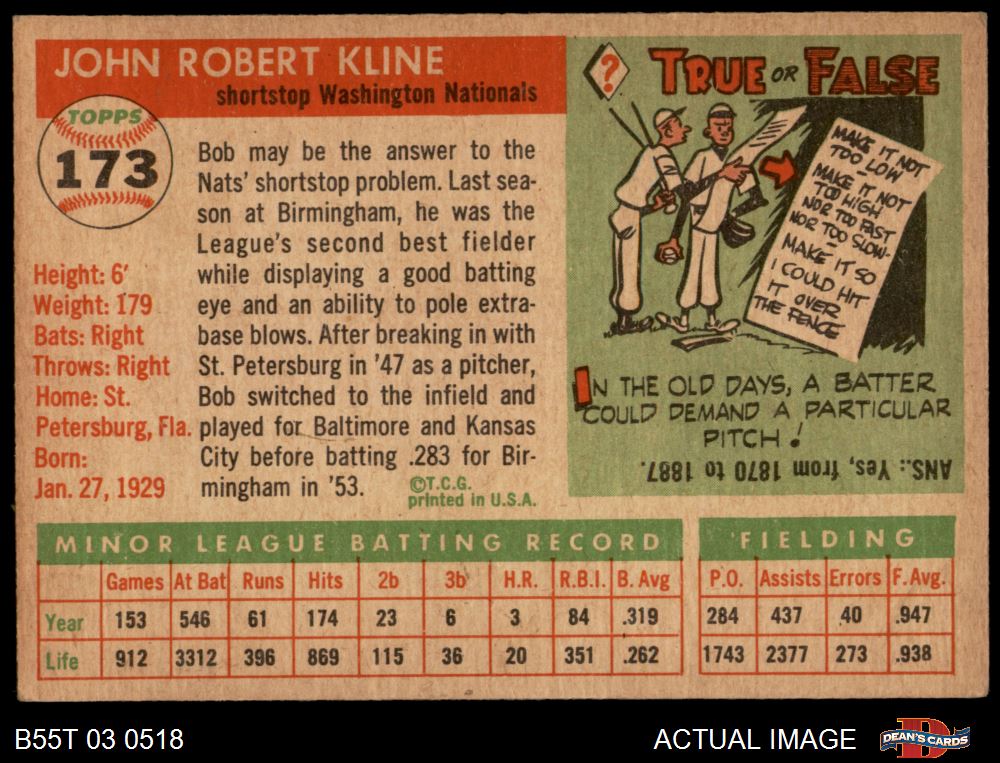 JOHN ROBERT KLINE
shortstop Washington Nationals
TOPPS
173
Bob may be the answer to the
Nats' shortstop problem. Last sea-
son at Birmingham, he was the
League's second best fielder
while displaying a good batting
eye and an ability to pole extra-
base blows. After breaking in with
St. Petersburg in '47 as a pitcher,
Bob switched to the infield and
played for Baltimore and Kansas
City before batting .283 for Bir-
mingham in '53.
©T.C.G.
printed in U.S.A.
Height: 6'
Weight: 179
Bats: Right
Throws: Right
Home: St.
Petersburg, Fla.
Born:
Jan. 27, 1929
?
TRUE OR FALSE
MAKE IT NOT
TOO LOW -
MAKE IT NOT
TOO HIGH
NOR TOO FAST
NOR TOO SLOW-
MAKE IT SO
I COULD HIT
IT OVER
THE FENCE
IN THE OLD DAYS, A BATTER
COULD DEMAND A PARTICULAR
PITCH!
ANS.: Yes, from 1870 to 1887.
MINOR LEAGUE BATTING RECORD
FIELDING
Games At Bat Runs Hits 2b 3b H.R. R.B.I. B. Avg P.O. Assists Errors F. Avg.
Year 153 546 61 174 23 6 3 84 .319 284 437 40 .947
Life 912 3312 396 869 115 36 20 351 .262 1743 2377 273 .938
B55T 03 0518
ACTUAL IMAGE
D
DEAN'S CARDS